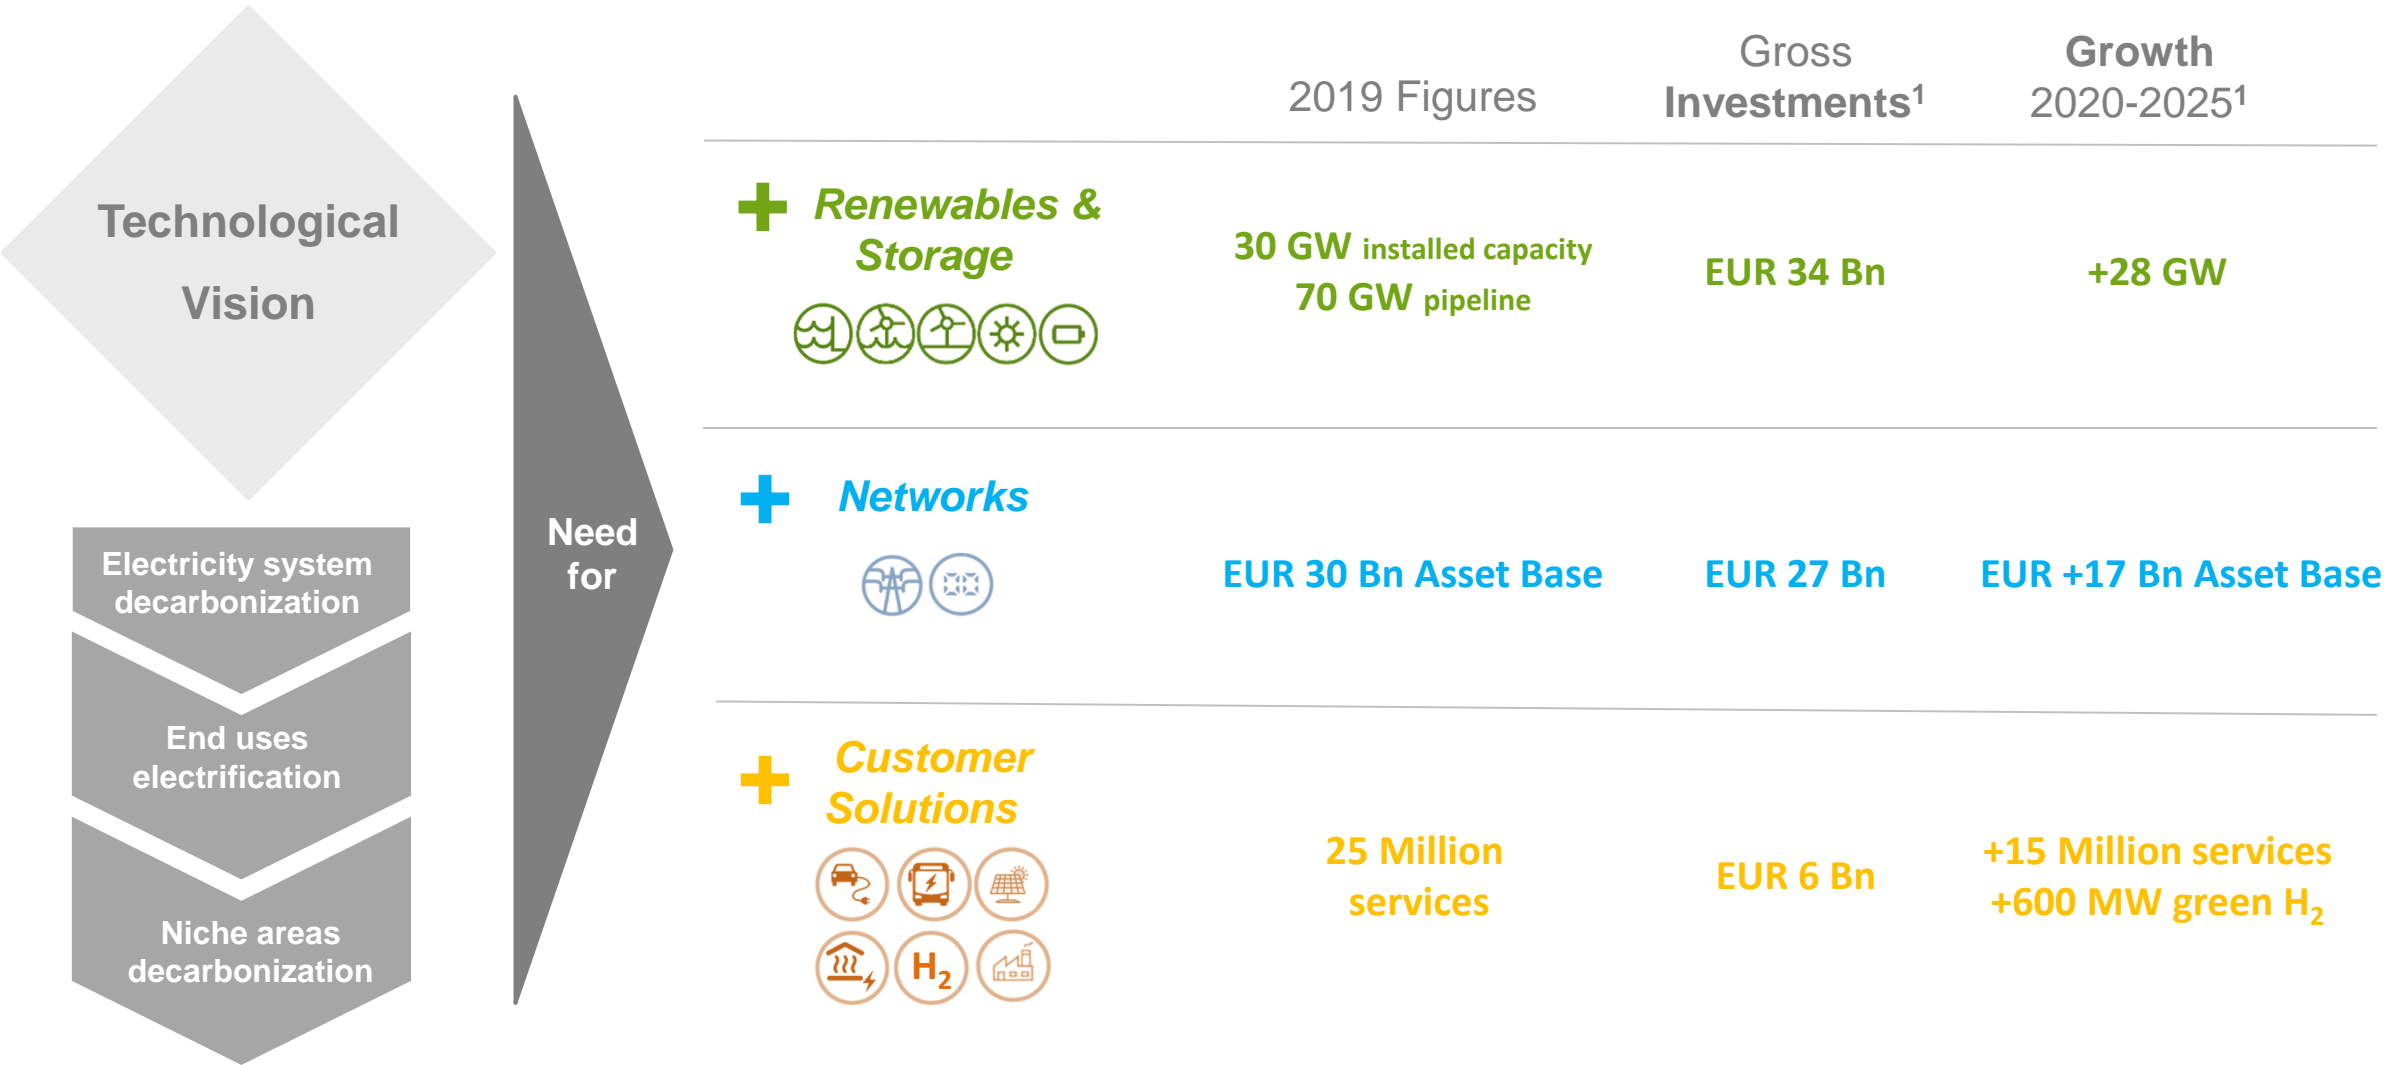 Technological
Vision
Electricity system
decarbonization
End uses
electrification
Niche areas
decarbonization
Need
for
2019 Figures
Gross
Investments¹
Growth
2020-2025¹
Renewables &
Storage
30 GW installed capacity
70 GW pipeline
EUR 34 Bn
+28 GW
Networks
EUR 30 Bn Asset Base
EUR 27 Bn
EUR +17 Bn Asset Base
Customer
Solutions
H₂
25 Million
services
EUR 6 Bn
+15 Million services
+600 MW green H₂